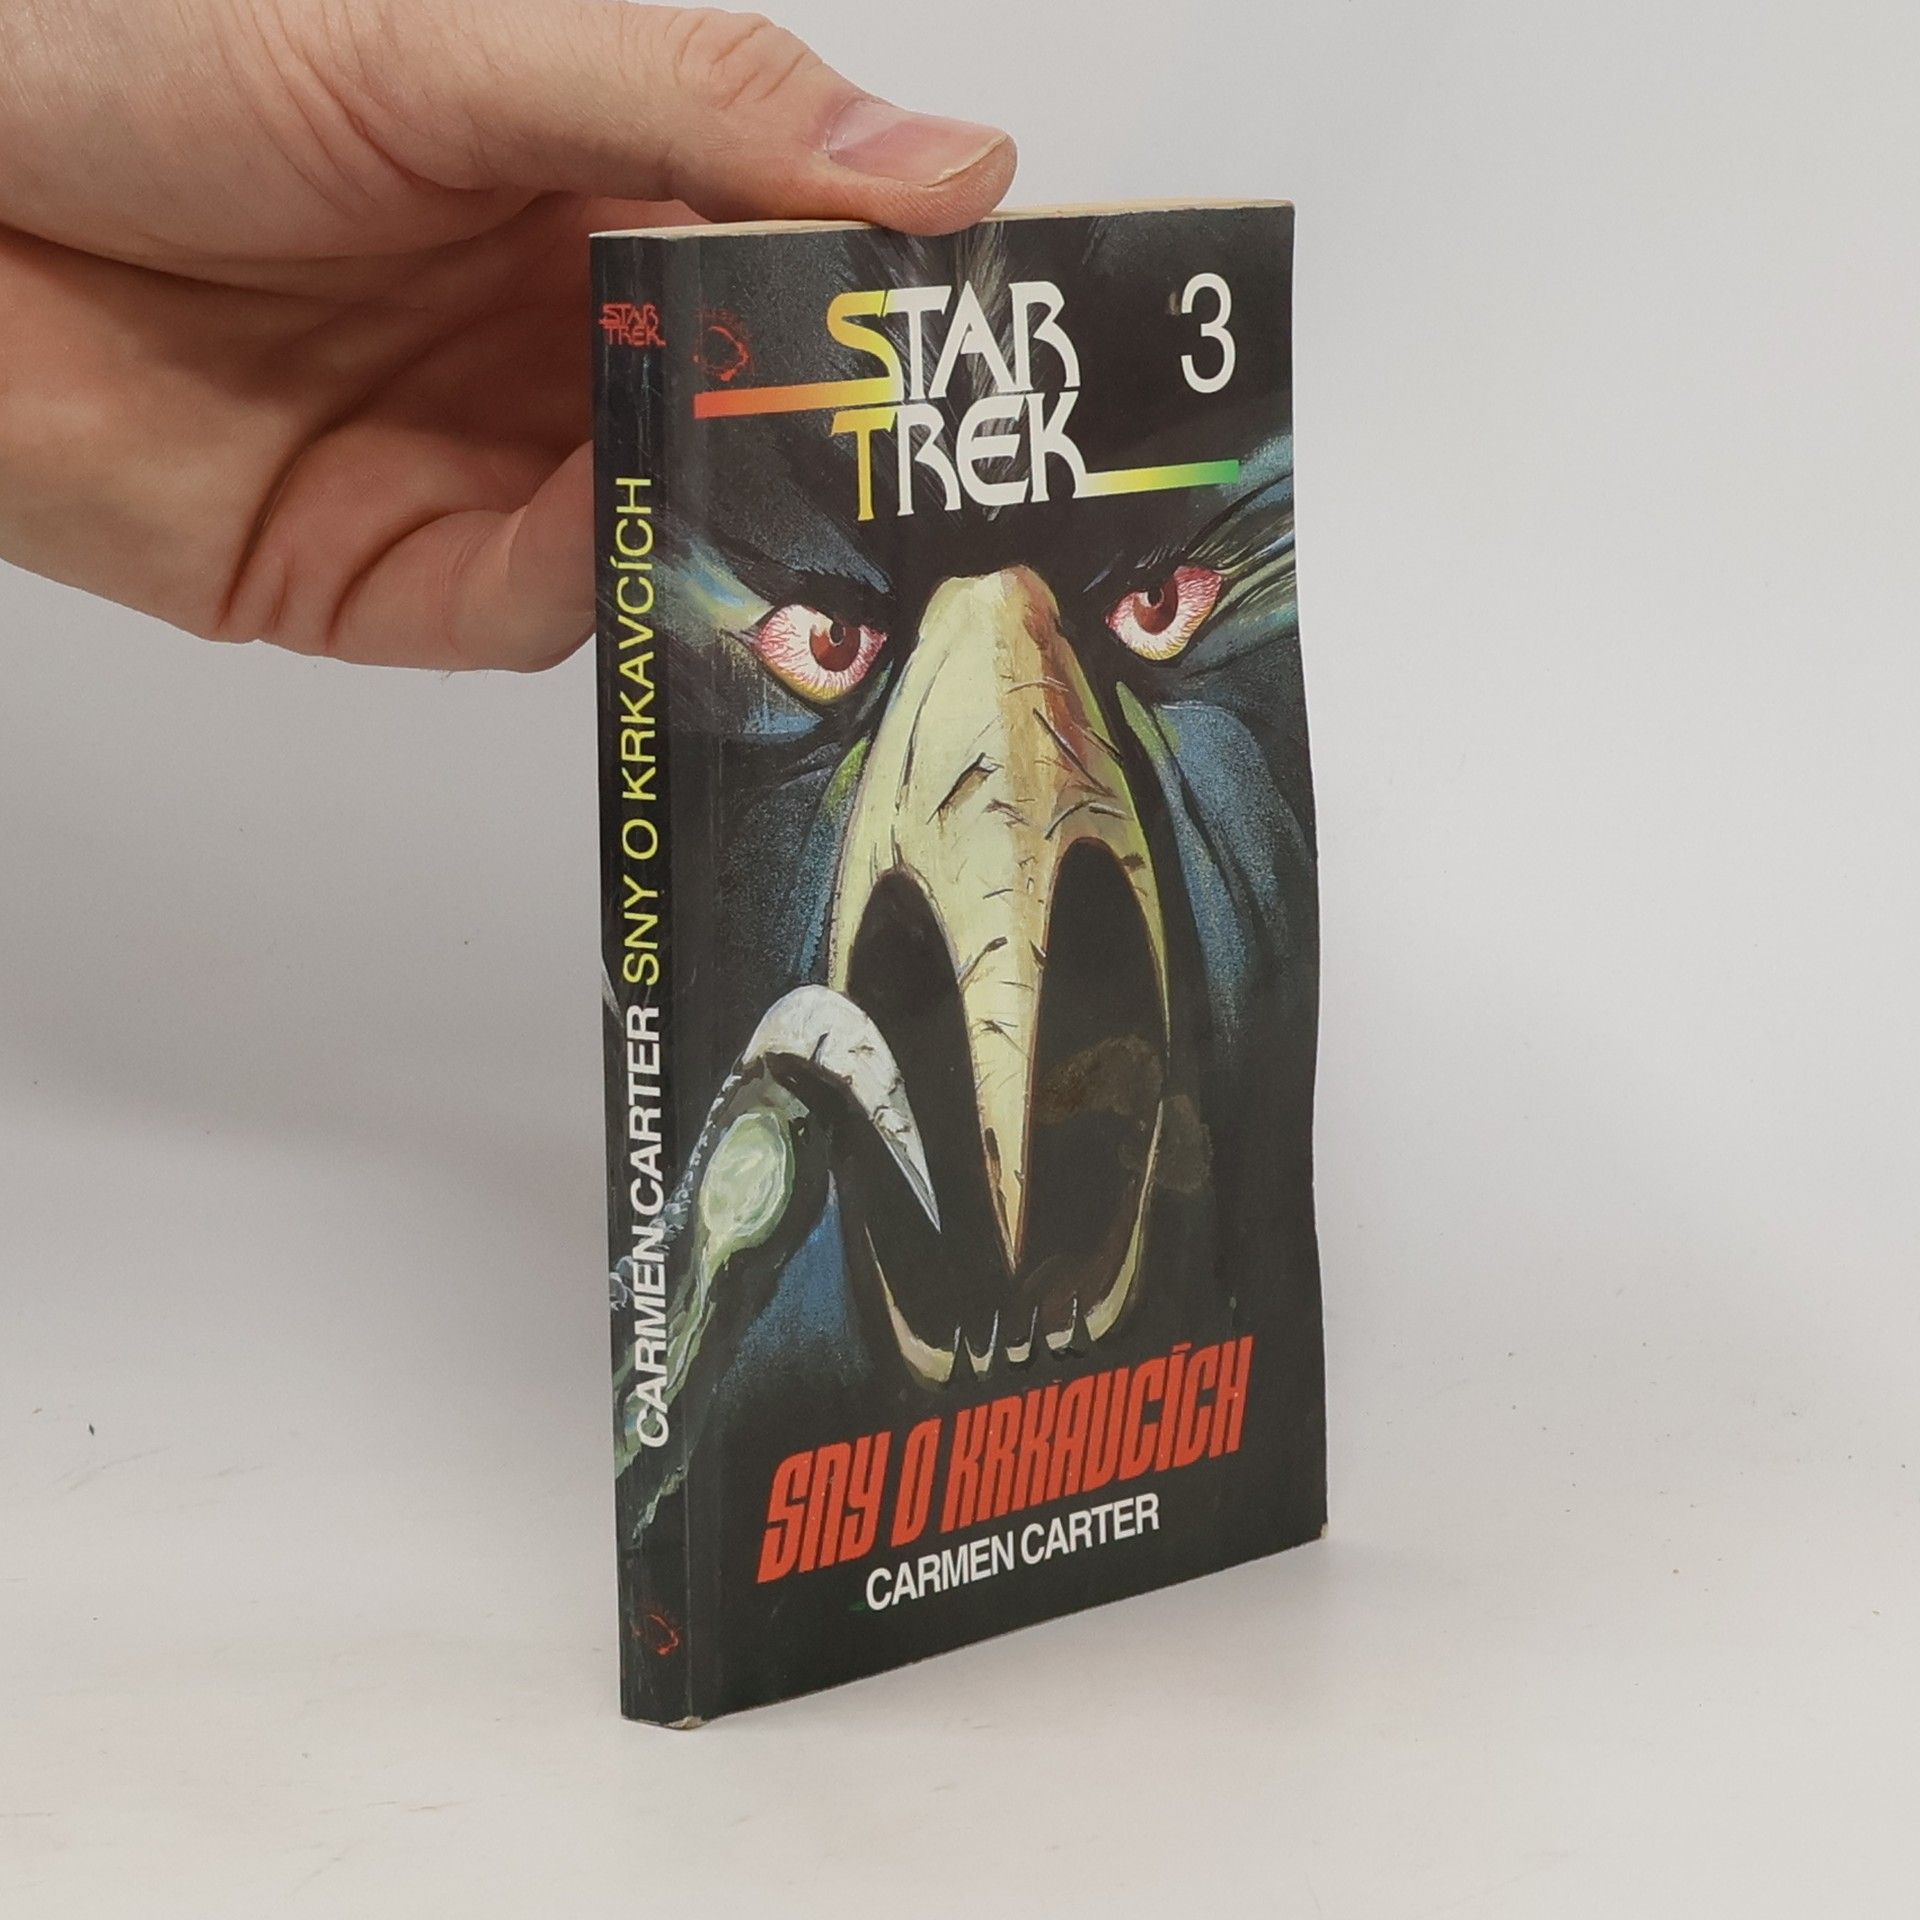 STAR
TREK
3
SNY O KRKAVCÍCH
CARMEN CARTER
STAR
TREK
CARMEN CARTER SNY O KRKAVCÍCH